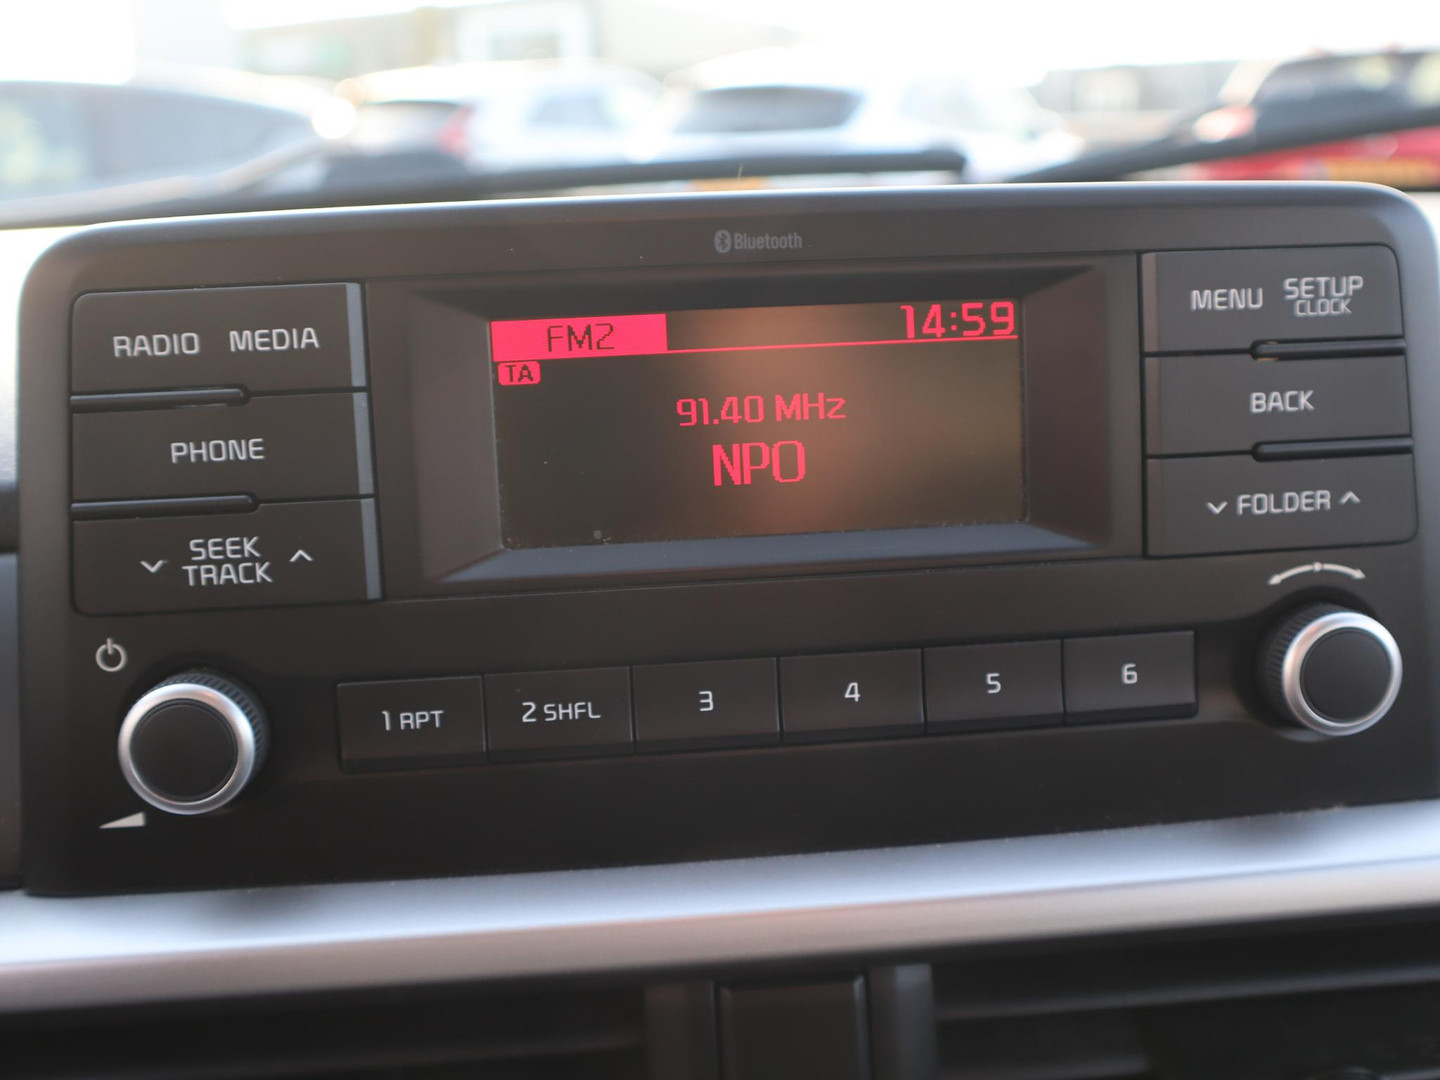 Bluetooth
RADIO MEDIA
PHONE
SEEK
TRACK
FM2 14:59
TA
91.40 MHz
NPO
MENU SETUP
CLOCK
BACK
FOLDER
1 RPT 2 SHFL 3 4 5 6